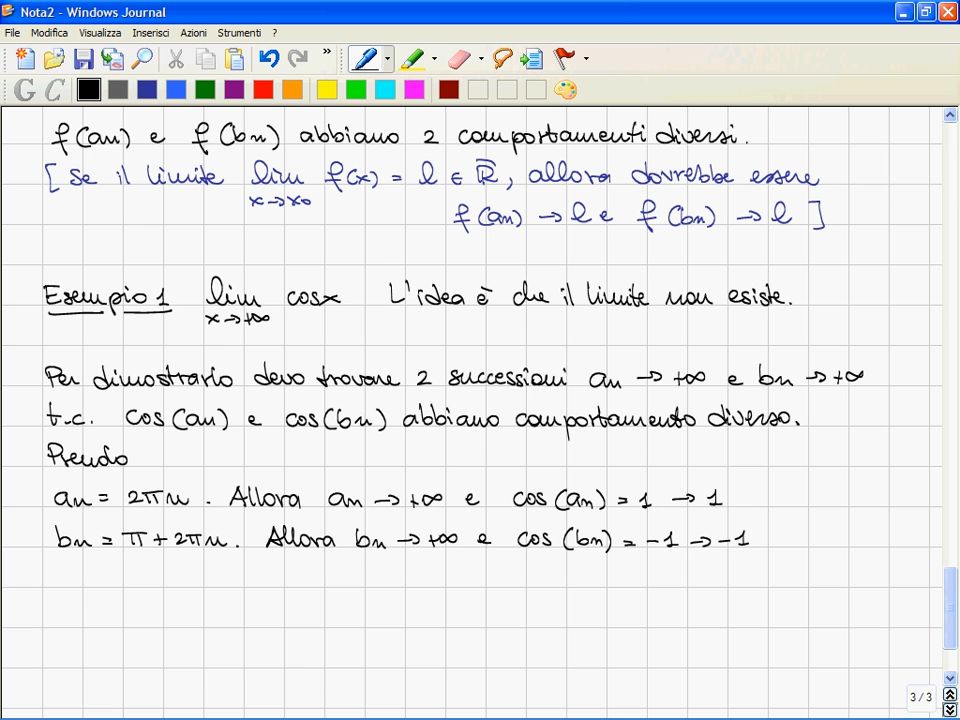 Nota2 - Windows Journal
File Modifica Visualizza Inserisci Azioni Strumenti ?
»
G C
f(an) e f(bn) abbiano 2 comportamenti diversi.
[ Se il limite lim f(x) = l ∈ R̄, allora dovrebbe essere
x→x0
f(an) → l e f(bn) → l ]
Esempio 1 lim cosx L'idea è che il limite non esiste.
x→+∞
Per dimostrarlo devo trovare 2 successioni an → +∞ e bn → +∞
t.c. cos(an) e cos(bn) abbiano comportamento diverso.
Prendo
an = 2πn. Allora an → +∞ e cos(an) = 1 → 1
bn = π + 2πn. Allora bn → +∞ e cos(bn) = -1 → -1
3 / 3